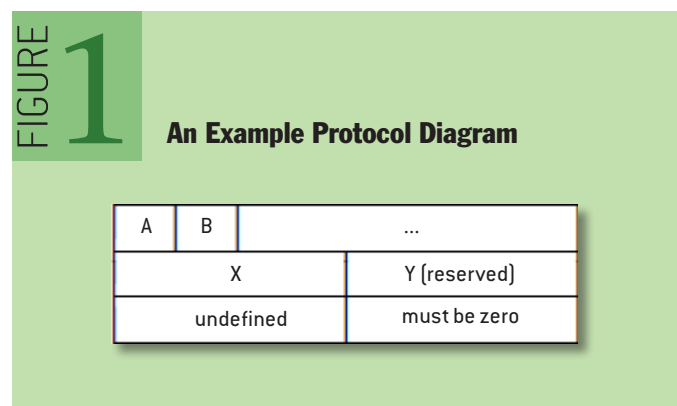 FIGURE 1
An Example Protocol Diagram
A B ...
X Y (reserved)
undefined must be zero